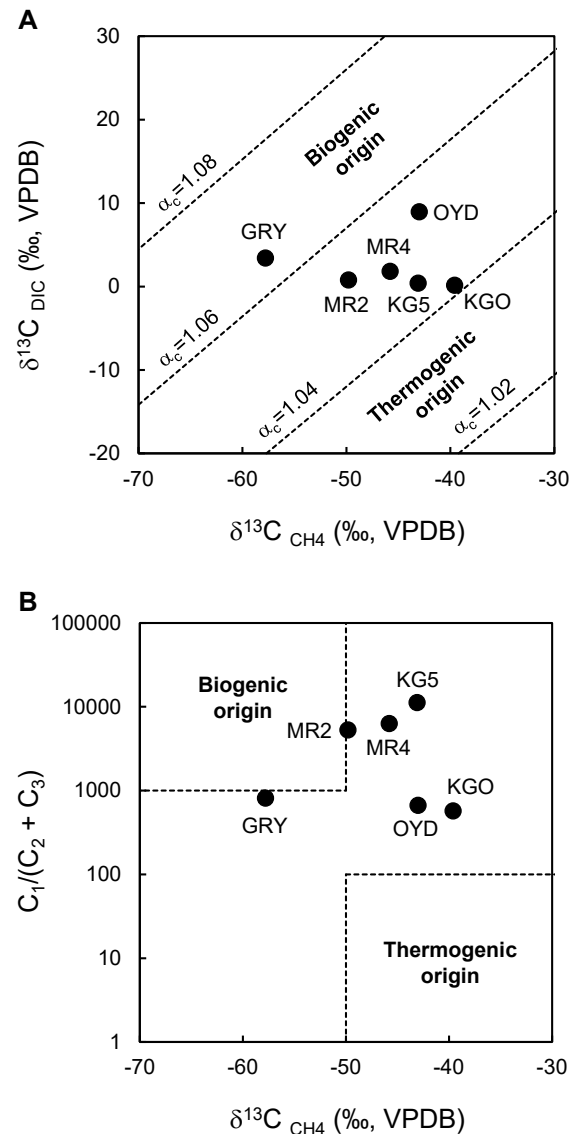 A
30
20
10
0
-10
-20
δ¹³C DIC (‰, VPDB)
Biogenic
origin
αc=1.08
GRY
OYD
MR4
MR2
KG5
KGO
αc=1.06
αc=1.04
Thermogenic
origin
αc=1.02
-70
-60
-50
-40
-30
δ¹³C CH4 (‰, VPDB)
B
100000
10000
1000
100
10
1
C₁/(C₂ + C₃)
Biogenic
origin
KG5
MR2
MR4
GRY
KGO
OYD
Thermogenic
origin
-70
-60
-50
-40
-30
δ¹³C CH4 (‰, VPDB)